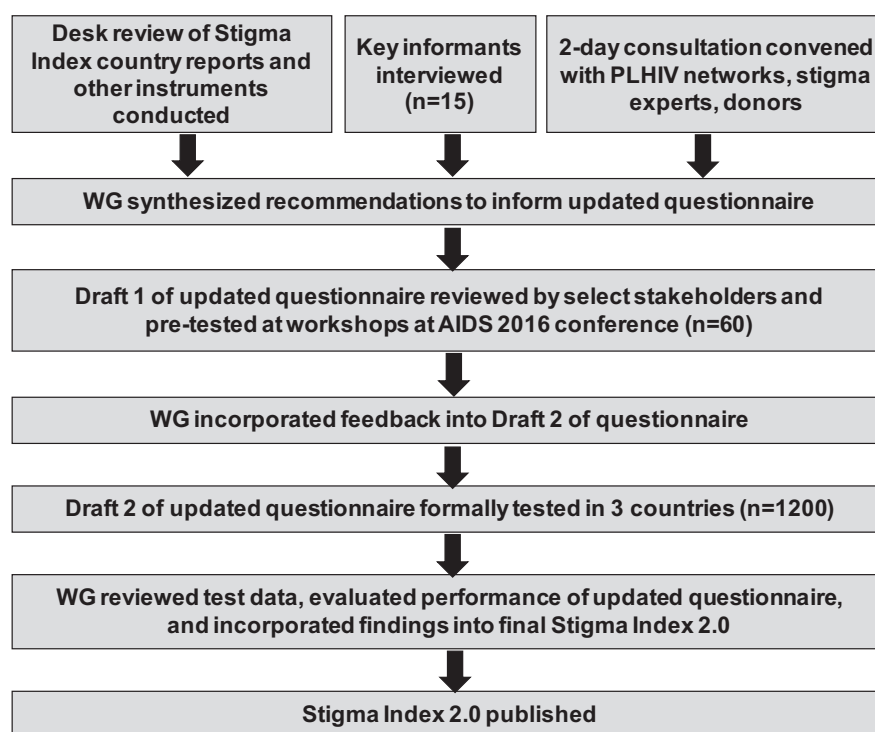 Desk review of Stigma
Index country reports and
other instruments
conducted
Key informants
interviewed
(n=15)
2-day consultation convened
with PLHIV networks, stigma
experts, donors
WG synthesized recommendations to inform updated questionnaire
Draft 1 of updated questionnaire reviewed by select stakeholders and
pre-tested at workshops at AIDS 2016 conference (n=60)
WG incorporated feedback into Draft 2 of questionnaire
Draft 2 of updated questionnaire formally tested in 3 countries (n=1200)
WG reviewed test data, evaluated performance of updated questionnaire,
and incorporated findings into final Stigma Index 2.0
Stigma Index 2.0 published